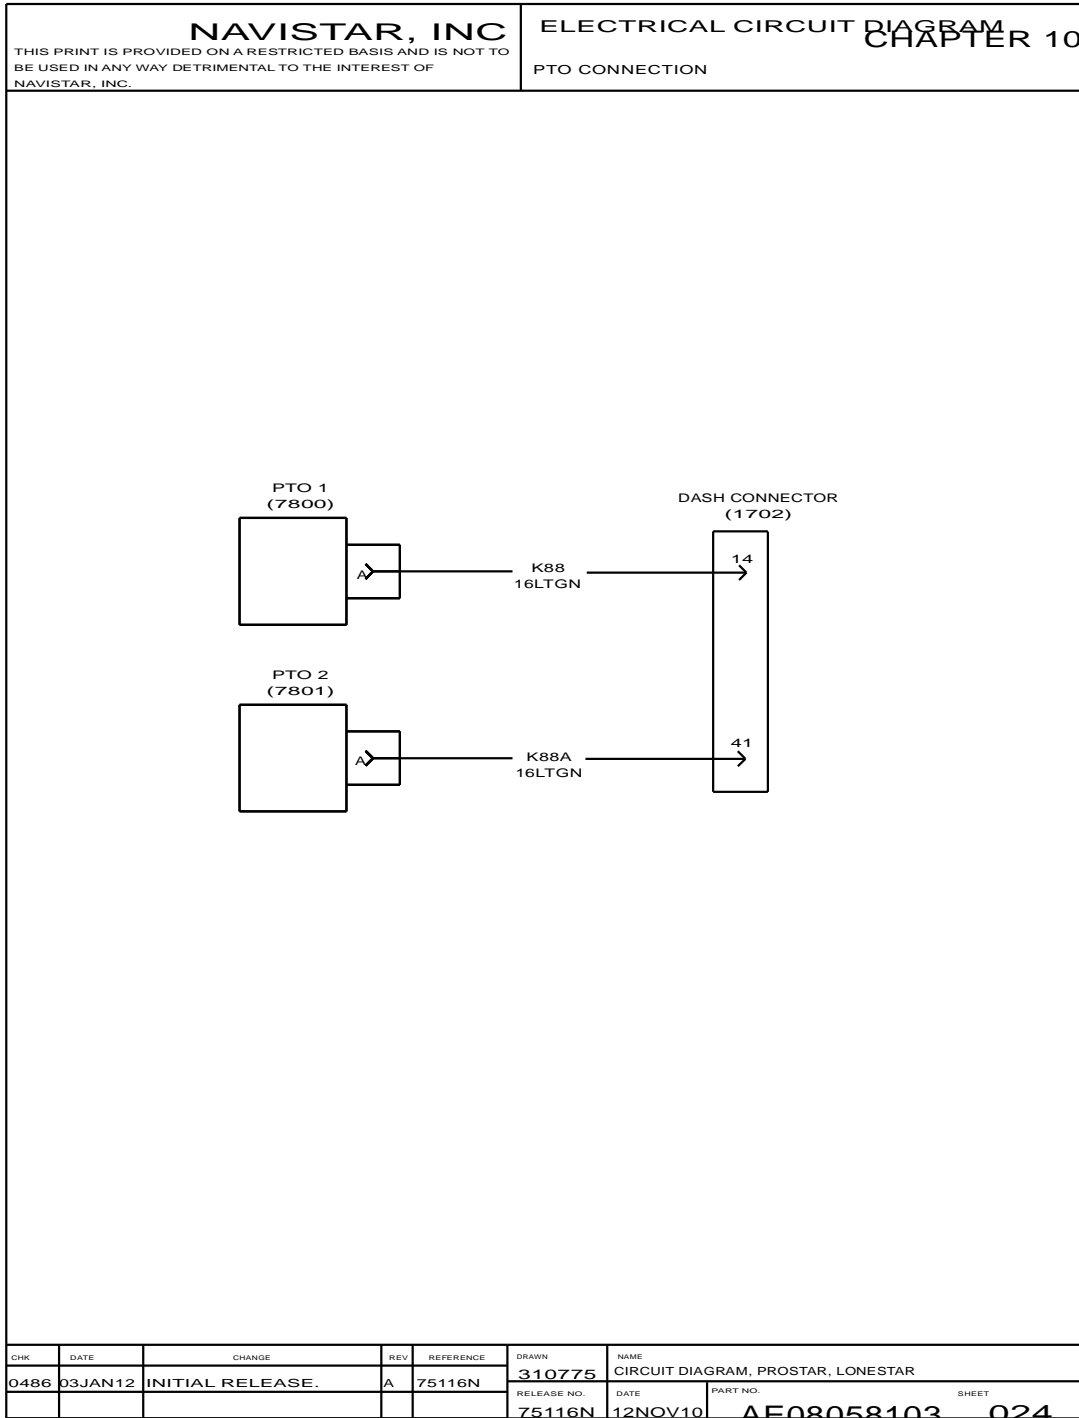 NAVISTAR, INC
THIS PRINT IS PROVIDED ON A RESTRICTED BASIS AND IS NOT TO
BE USED IN ANY WAY DETRIMENTAL TO THE INTEREST OF
NAVISTAR, INC.
ELECTRICAL CIRCUIT DIAGRAM
CHAPTER 10
PTO CONNECTION
PTO 1
(7800)
A
K88
16LTGN
DASH CONNECTOR
(1702)
14
PTO 2
(7801)
A
K88A
16LTGN
41
CHK DATE CHANGE REV REFERENCE
0486 03JAN12 INITIAL RELEASE. A 75116N
DRAWN
310775
NAME
CIRCUIT DIAGRAM, PROSTAR, LONESTAR
RELEASE NO.
75116N
DATE
12NOV10
PART NO.
AE08058103
SHEET
024